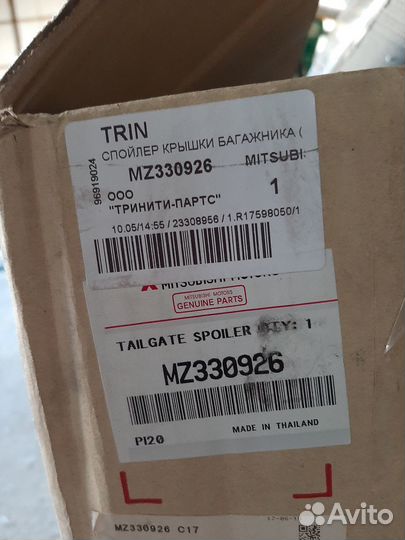 TRIN
СПОЙЛЕР КРЫШКИ БАГАЖНИКА (
MZ330926 MITSUBI
96919024
ООО 1
"ТРИНИТИ-ПАРТС"
10.05/14:55 / 23308956 / 1.R17598050/1
MITSUBISHI MOTORS
MITSUBISHI MOTORS
GENUINE PARTS
TAILGATE SPOILER QTY: 1
MZ330926
PI20 MADE IN THAILAND
MZ330926 C17
Avito